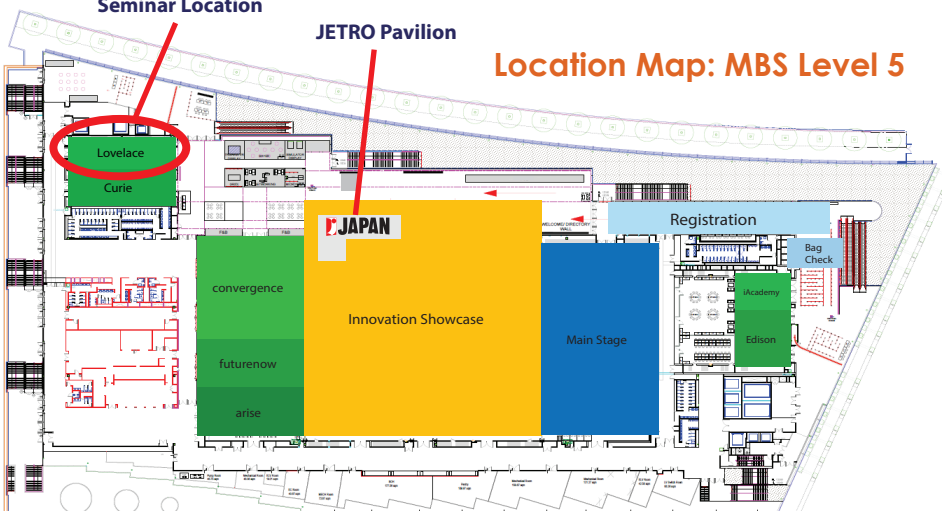 Seminar Location
JETRO Pavilion
Location Map: MBS Level 5
Lovelace
Curie
JAPAN
WELCOME/ DIRECTORY
WALL
Registration
Bag
Check
F&B
F&B
convergence
futurenow
arise
Innovation Showcase
Main Stage
iAcademy
Edison